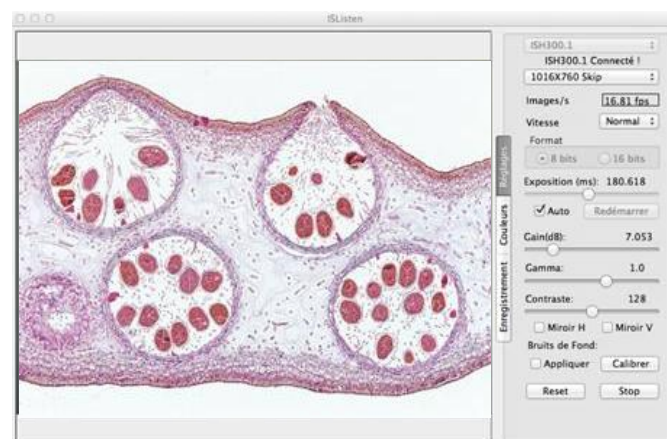 ISListen
ISH300.1
ISH300.1 Connecté !
1016X760 Skip
Images/s 16.81 fps
Vitesse Normal
Format
8 bits 16 bits
Exposition (ms): 180.618
Auto Redémarrer
Gain(dB): 7.053
Gamma: 1.0
Contraste: 128
Miroir H Miroir V
Bruits de Fond:
Appliquer Calibrer
Reset Stop
Réglages
Couleurs
Enregistrement